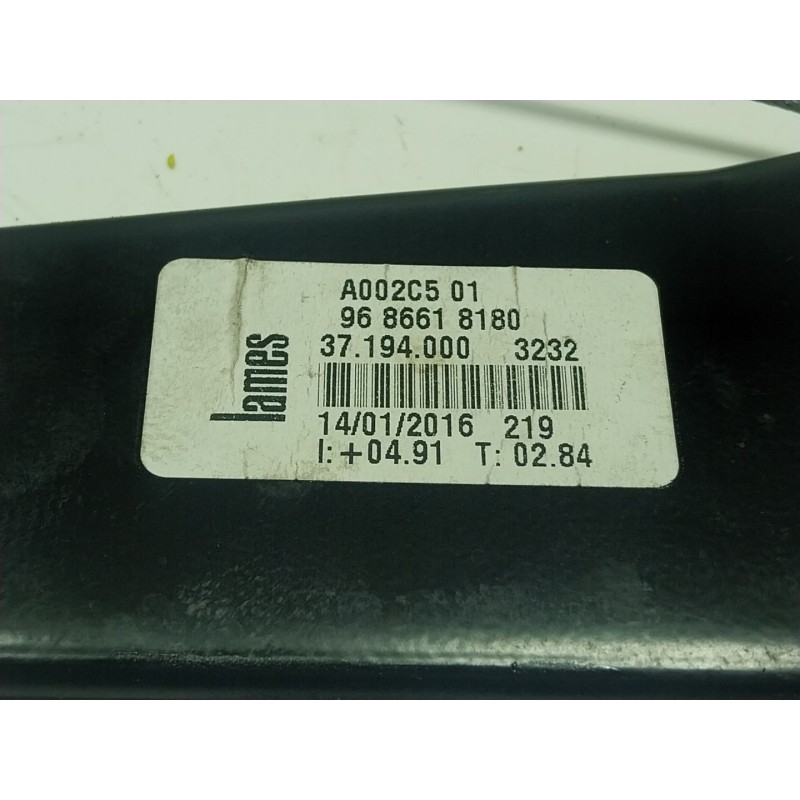 A002C5 01
96 8661 8180
37.194.000 3232
lames
14/01/2016 219
I: +04.91 T: 02.84